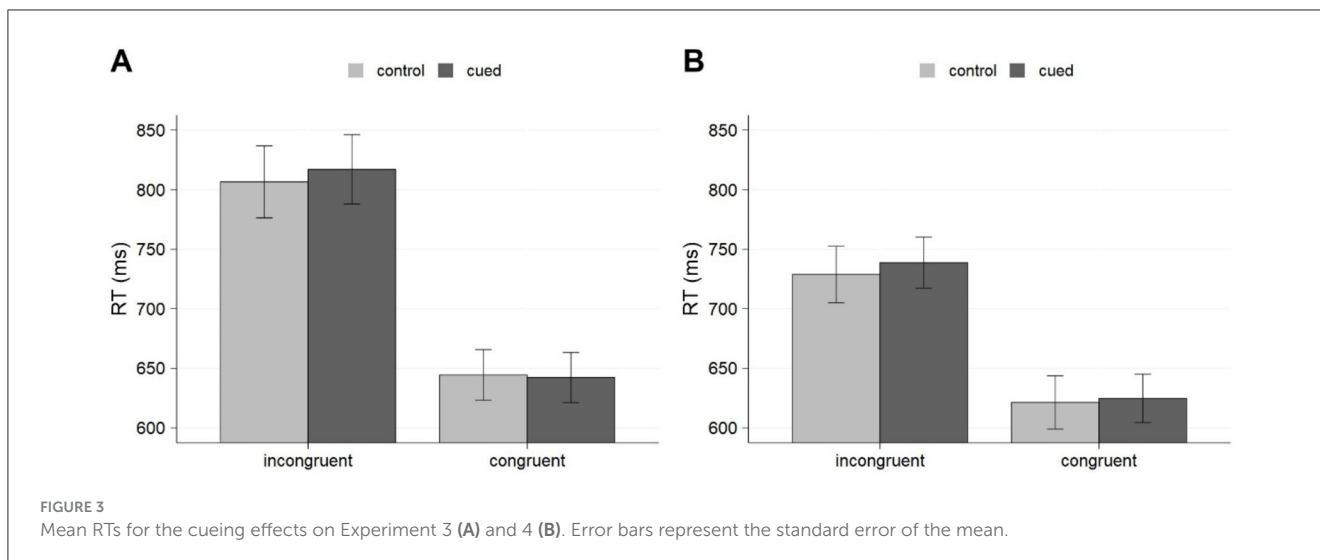 A
control cued
850
800
750
700
650
600
RT (ms)
incongruent congruent
B
control cued
850
800
750
700
650
600
RT (ms)
incongruent congruent
FIGURE 3
Mean RTs for the cueing effects on Experiment 3 (A) and 4 (B). Error bars represent the standard error of the mean.